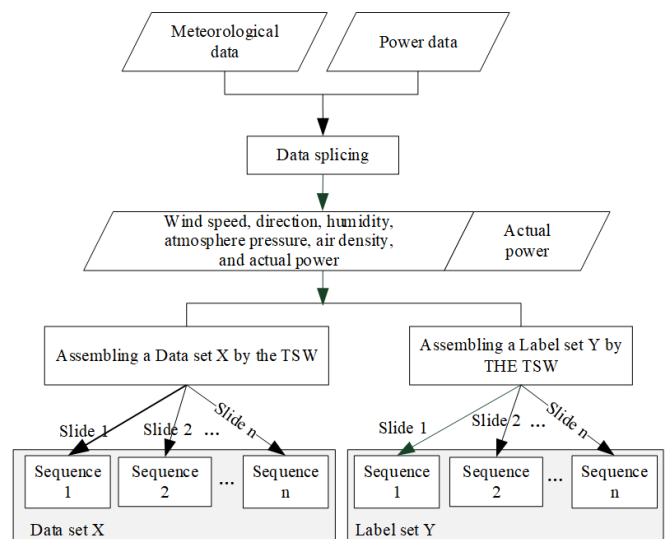 Meteorological
data
Power data
Data splicing
Wind speed, direction, humidity,
atmosphere pressure, air density,
and actual power
Actual
power
Assembling a Data set X by the TSW
Assembling a Label set Y by
THE TSW
Slide 1
Slide 2 ...
Slide n
Slide 1
Slide 2 ...
Slide n
Sequence
1
Sequence
2
...
Sequence
n
Data set X
Sequence
1
Sequence
2
...
Sequence
n
Label set Y